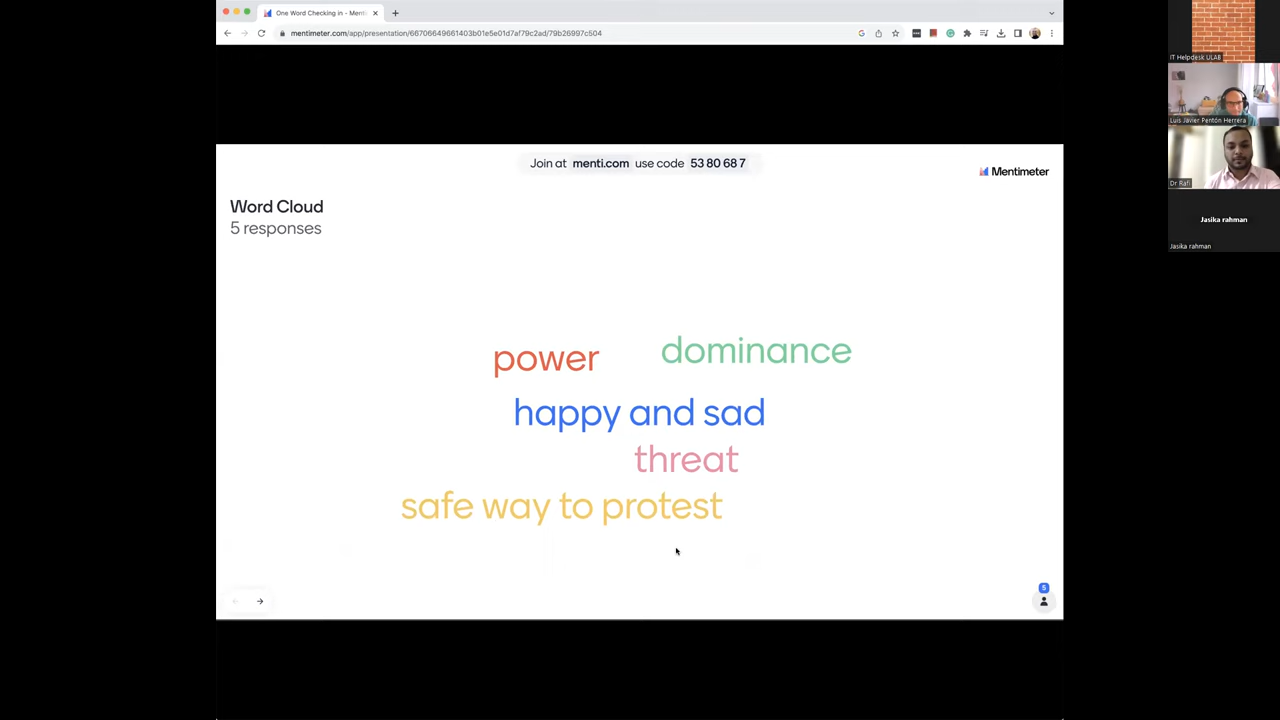 One Word Checking in - Menti
mentimeter.com/app/presentation/66706649661403b01e5e01d7af79c2ad/79b26997c504
Join at menti.com use code 53 80 68 7
Mentimeter
Word Cloud
5 responses
power
dominance
happy and sad
threat
safe way to protest
5
IT Helpdesk ULAB
Luis Javier Pentón Herrera
Dr Rafi
Jasika rahman
Jasika rahman